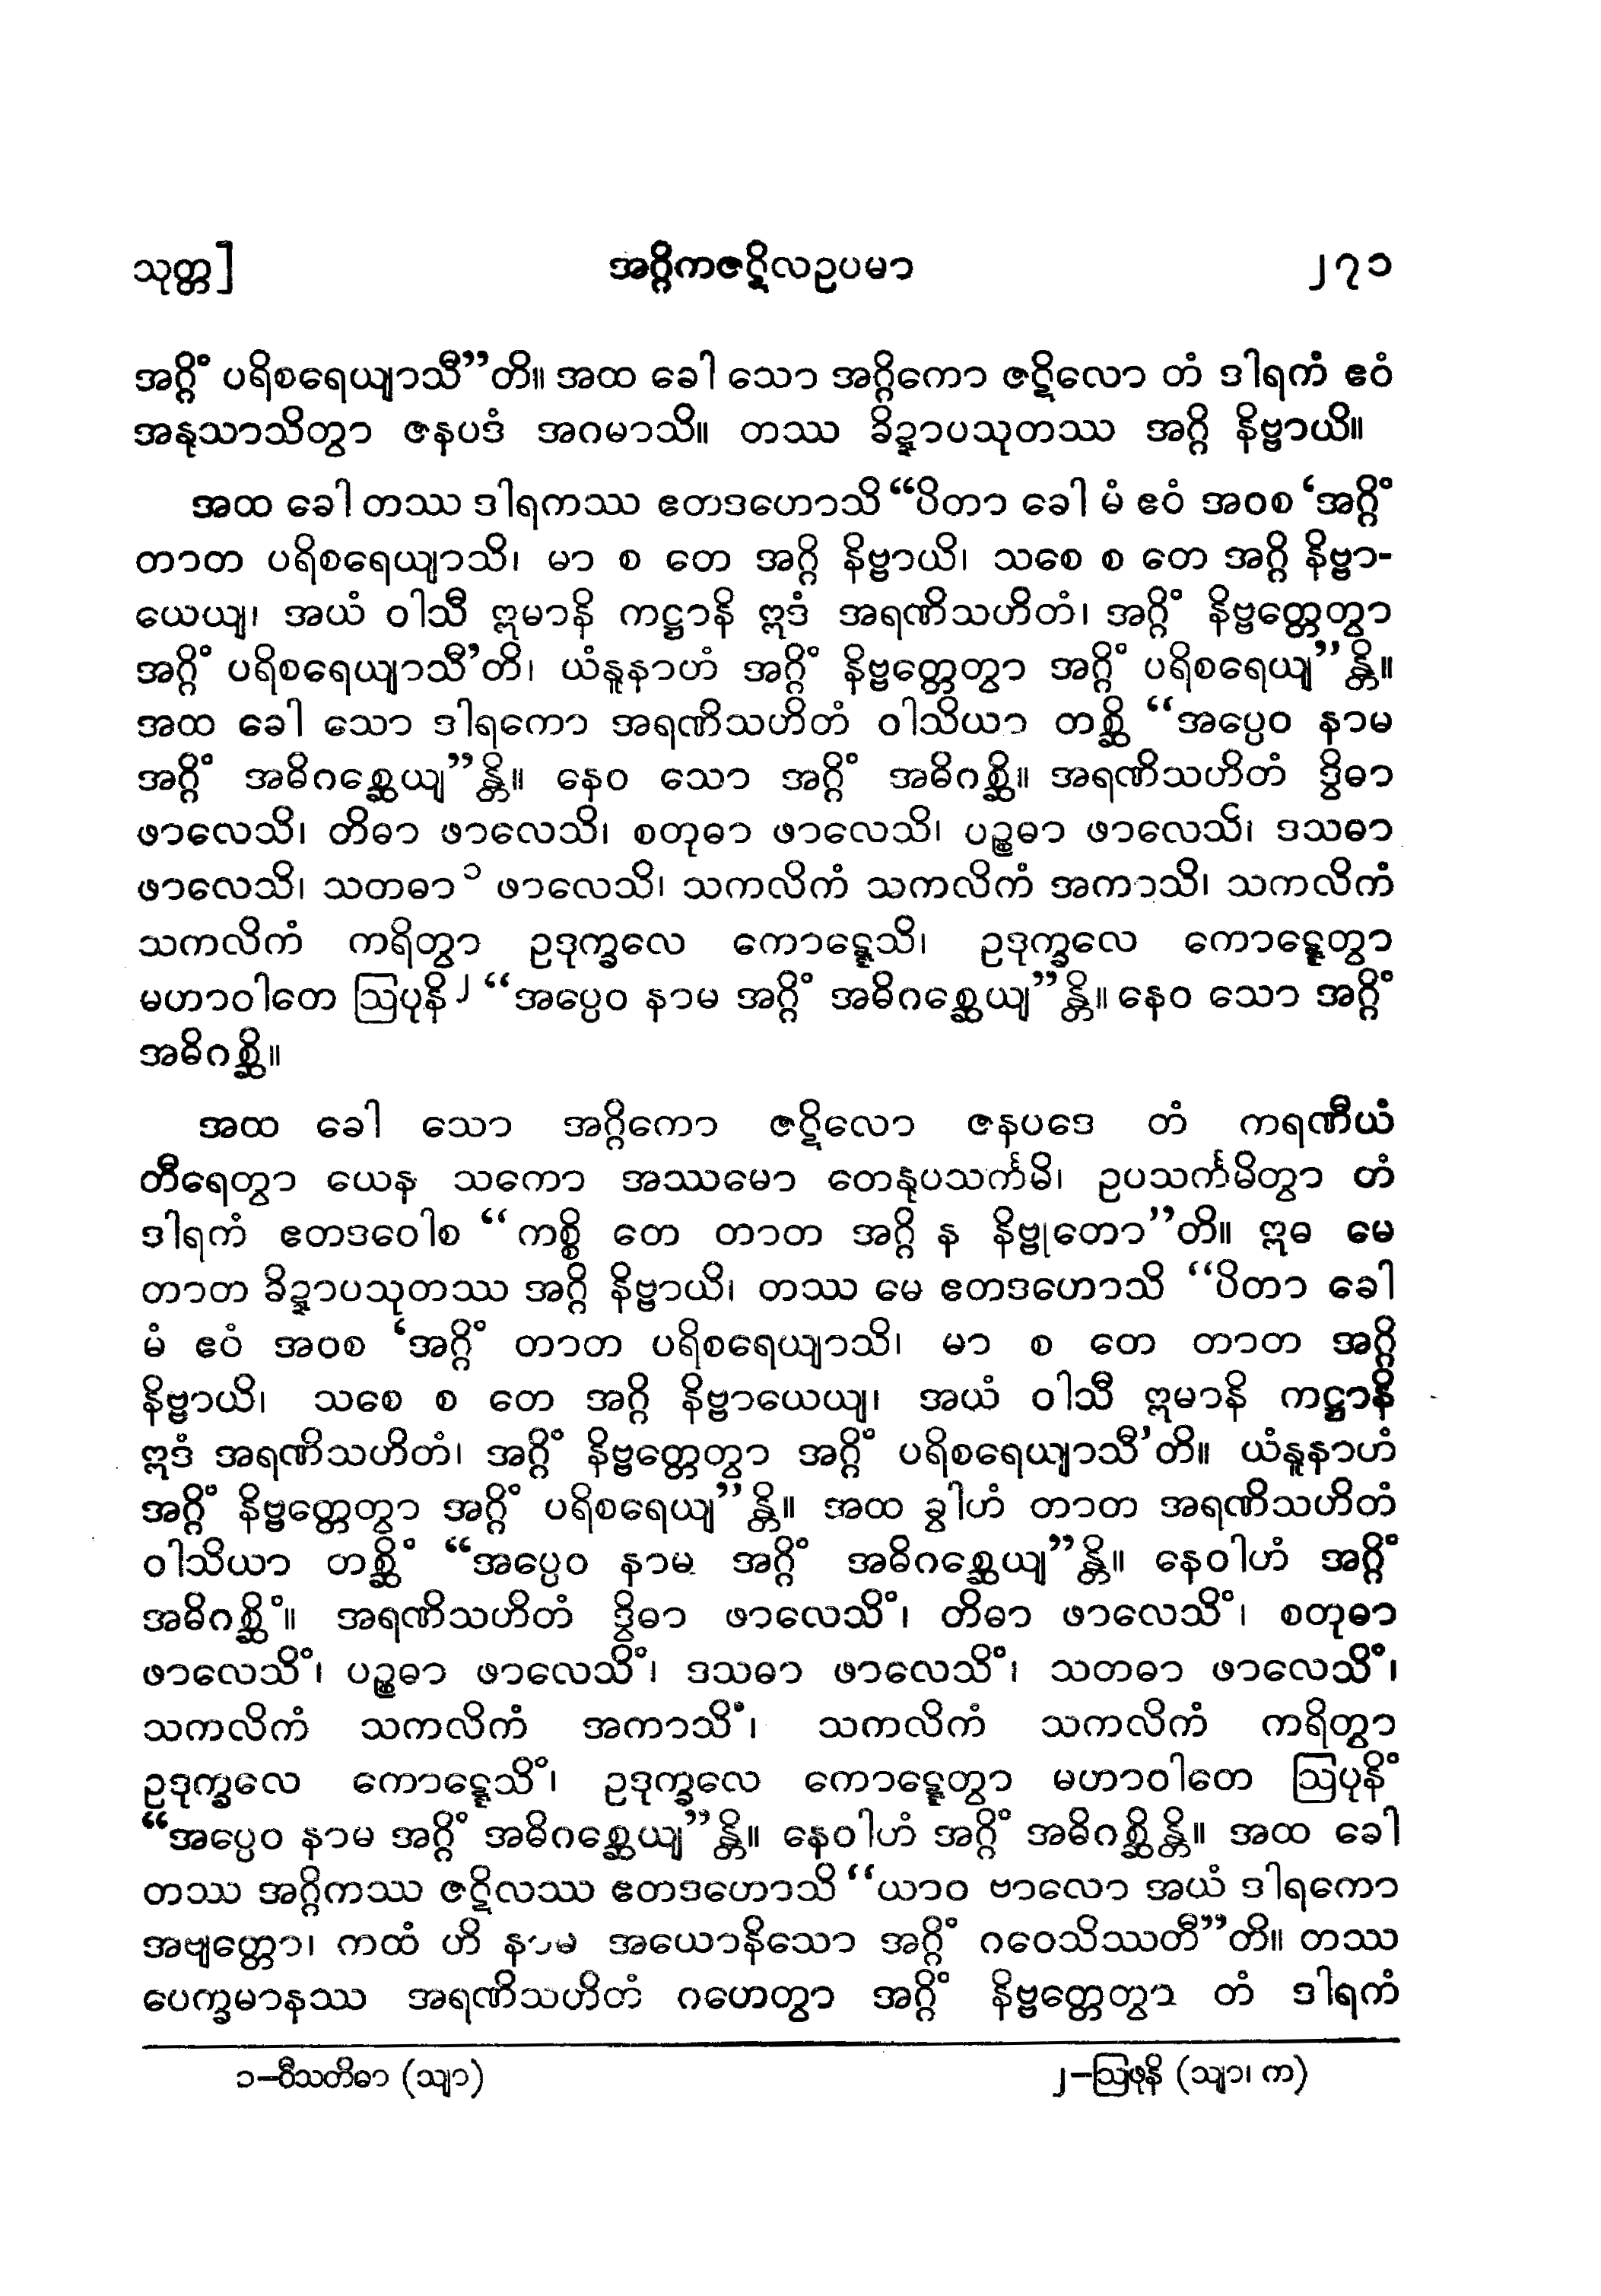 သုတ္တ] အဂ္ဂိကဇဋိလဥပမာ ၂၇၁
အဂ္ဂိံ ပရိစရေယျာသီ”တိ။ အထ ခေါ သော အဂ္ဂိကော ဇဋိလော တံ ဒါရကံ ဧဝံ
အနုသာသိတွာ ဇနပဒံ အဂမာသိ။ တဿ ခိဍ္ဍာပသုတဿ အဂ္ဂိ နိဗ္ဗာယိ။
အထ ခေါ တဿ ဒါရကဿ ဧတဒဟောသိ “ပိတာ ခေါ မံ ဧဝံ အဝစ ‘အဂ္ဂိံ
တာတ ပရိစရေယျာသိ၊ မာ စ တေ အဂ္ဂိ နိဗ္ဗာယိ၊ သစေ စ တေ အဂ္ဂိ နိဗ္ဗာ-
ယေယျ၊ အယံ ဝါသီ ဣမာနိ ကဋ္ဌာနိ ဣဒံ အရဏိသဟိတံ၊ အဂ္ဂိံ နိဗ္ဗတ္တေတွာ
အဂ္ဂိံ ပရိစရေယျာသီ’တိ၊ ယံနူနာဟံ အဂ္ဂိံ နိဗ္ဗတ္တေတွာ အဂ္ဂိံ ပရိစရေယျ”န္တိ။
အထ ခေါ သော ဒါရကော အရဏိသဟိတံ ဝါသိယာ တစ္ဆိ “အပ္ပေဝ နာမ
အဂ္ဂိံ အဓိဂစ္ဆေယျ”န္တိ။ နေဝ သော အဂ္ဂိံ အဓိဂစ္ဆိ။ အရဏိသဟိတံ ဒွိဓာ
ဖာလေသိ၊ တိဓာ ဖာလေသိ၊ စတုဓာ ဖာလေသိ၊ ပဉ္စဓာ ဖာလေသိ၊ ဒသဓာ
ဖာလေသိ၊ သတဓာ ၁ ဖာလေသိ၊ သကလိကံ သကလိကံ အကာသိ၊ သကလိကံ
သကလိကံ ကရိတွာ ဥဒုက္ခလေ ကောဋ္ဋေသိ၊ ဥဒုက္ခလေ ကောဋ္ဋေတွာ
မဟာဝါတေ ဩပုနိ ၂ “အပ္ပေဝ နာမ အဂ္ဂိံ အဓိဂစ္ဆေယျ”န္တိ။ နေဝ သော အဂ္ဂိံ
အဓိဂစ္ဆိ။
အထ ခေါ သော အဂ္ဂိကော ဇဋိလော ဇနပဒေ တံ ကရဏီယံ
တီရေတွာ ယေန သကော အဿမော တေနုပသင်္ကမိ၊ ဥပသင်္ကမိတွာ တံ
ဒါရကံ ဧတဒဝေါစ “ကစ္စိ တေ တာတ အဂ္ဂိ န နိဗ္ဗုတော”တိ။ ဣဓ မေ
တာတ ခိဍ္ဍာပသုတဿ အဂ္ဂိ နိဗ္ဗာယိ၊ တဿ မေ ဧတဒဟောသိ “ပိတာ ခေါ
မံ ဧဝံ အဝစ ‘အဂ္ဂိံ တာတ ပရိစရေယျာသိ၊ မာ စ တေ တာတ အဂ္ဂိ
နိဗ္ဗာယိ၊ သစေ စ တေ အဂ္ဂိ နိဗ္ဗာယေယျ၊ အယံ ဝါသီ ဣမာနိ ကဋ္ဌာနိ
ဣဒံ အရဏိသဟိတံ၊ အဂ္ဂိံ နိဗ္ဗတ္တေတွာ အဂ္ဂိံ ပရိစရေယျာသီ’တိ။ ယံနူနာဟံ
အဂ္ဂိံ နိဗ္ဗတ္တေတွာ အဂ္ဂိံ ပရိစရေယျ”န္တိ။ အထ ခွါဟံ တာတ အရဏိသဟိတံ
ဝါသိယာ တစ္ဆိံ “အပ္ပေဝ နာမ အဂ္ဂိံ အဓိဂစ္ဆေယျ”န္တိ။ နေဝါဟံ အဂ္ဂိံ
အဓိဂစ္ဆိံ။ အရဏိသဟိတံ ဒွိဓာ ဖာလေသိံ၊ တိဓာ ဖာလေသိံ၊ စတုဓာ
ဖာလေသိံ၊ ပဉ္စဓာ ဖာလေသိံ၊ ဒသဓာ ဖာလေသိံ၊ သတဓာ ဖာလေသိံ၊
သကလိကံ သကလိကံ အကာသိံ၊ သကလိကံ သကလိကံ ကရိတွာ
ဥဒုက္ခလေ ကောဋ္ဋေသိံ၊ ဥဒုက္ခလေ ကောဋ္ဋေတွာ မဟာဝါတေ ဩပုနိံ
“အပ္ပေဝ နာမ အဂ္ဂိံ အဓိဂစ္ဆေယျ”န္တိ။ နေဝါဟံ အဂ္ဂိံ အဓိဂစ္ဆိန္တိ။ အထ ခေါ
တဿ အဂ္ဂိကဿ ဇဋိလဿ ဧတဒဟောသိ “ယာဝ ဗာလော အယံ ဒါရကော
အဗျတ္တော၊ ကထံ ဟိ နာမ အယောနိသော အဂ္ဂိံ ဂဝေသိဿတီ”တိ။ တဿ
ပေက္ခမာနဿ အရဏိသဟိတံ ဂဟေတွာ အဂ္ဂိံ နိဗ္ဗတ္တေတွာ တံ ဒါရကံ
၁–ဝီသတိဓာ (သျာ) ၂–ဩဖုနိ (သျာ၊ က)